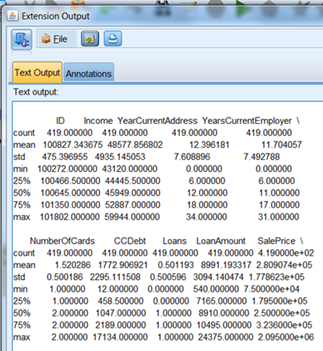 Extension Output
File
Text Output Annotations
Text output:
ID Income YearCurrentAddress YearsCurrentEmployer \
count 419.000000 419.000000 419.000000 419.000000
mean 100827.343675 48577.856802 12.396181 11.704057
std 475.396955 4935.145053 7.608896 7.492788
min 100272.000000 43120.000000 0.000000 0.000000
25% 100466.500000 44445.500000 6.000000 6.000000
50% 100645.000000 45949.000000 12.000000 11.000000
75% 101350.000000 52887.000000 18.000000 17.000000
max 101802.000000 59944.000000 34.000000 31.000000
NumberOfCards CCDebt Loans LoanAmount SalePrice \
count 419.000000 419.000000 419.000000 419.000000 4.190000e+02
mean 1.520286 1772.906921 0.501193 8991.193317 2.809074e+05
std 0.500186 2295.111508 0.500596 3094.140474 1.778623e+05
min 1.000000 12.000000 0.000000 540.000000 7.500000e+04
25% 1.000000 458.500000 0.000000 7165.000000 1.795000e+05
50% 2.000000 1047.000000 1.000000 8910.000000 2.500000e+05
75% 2.000000 2189.000000 1.000000 10495.000000 3.236000e+05
max 2.000000 17134.000000 1.000000 24375.000000 2.095000e+06